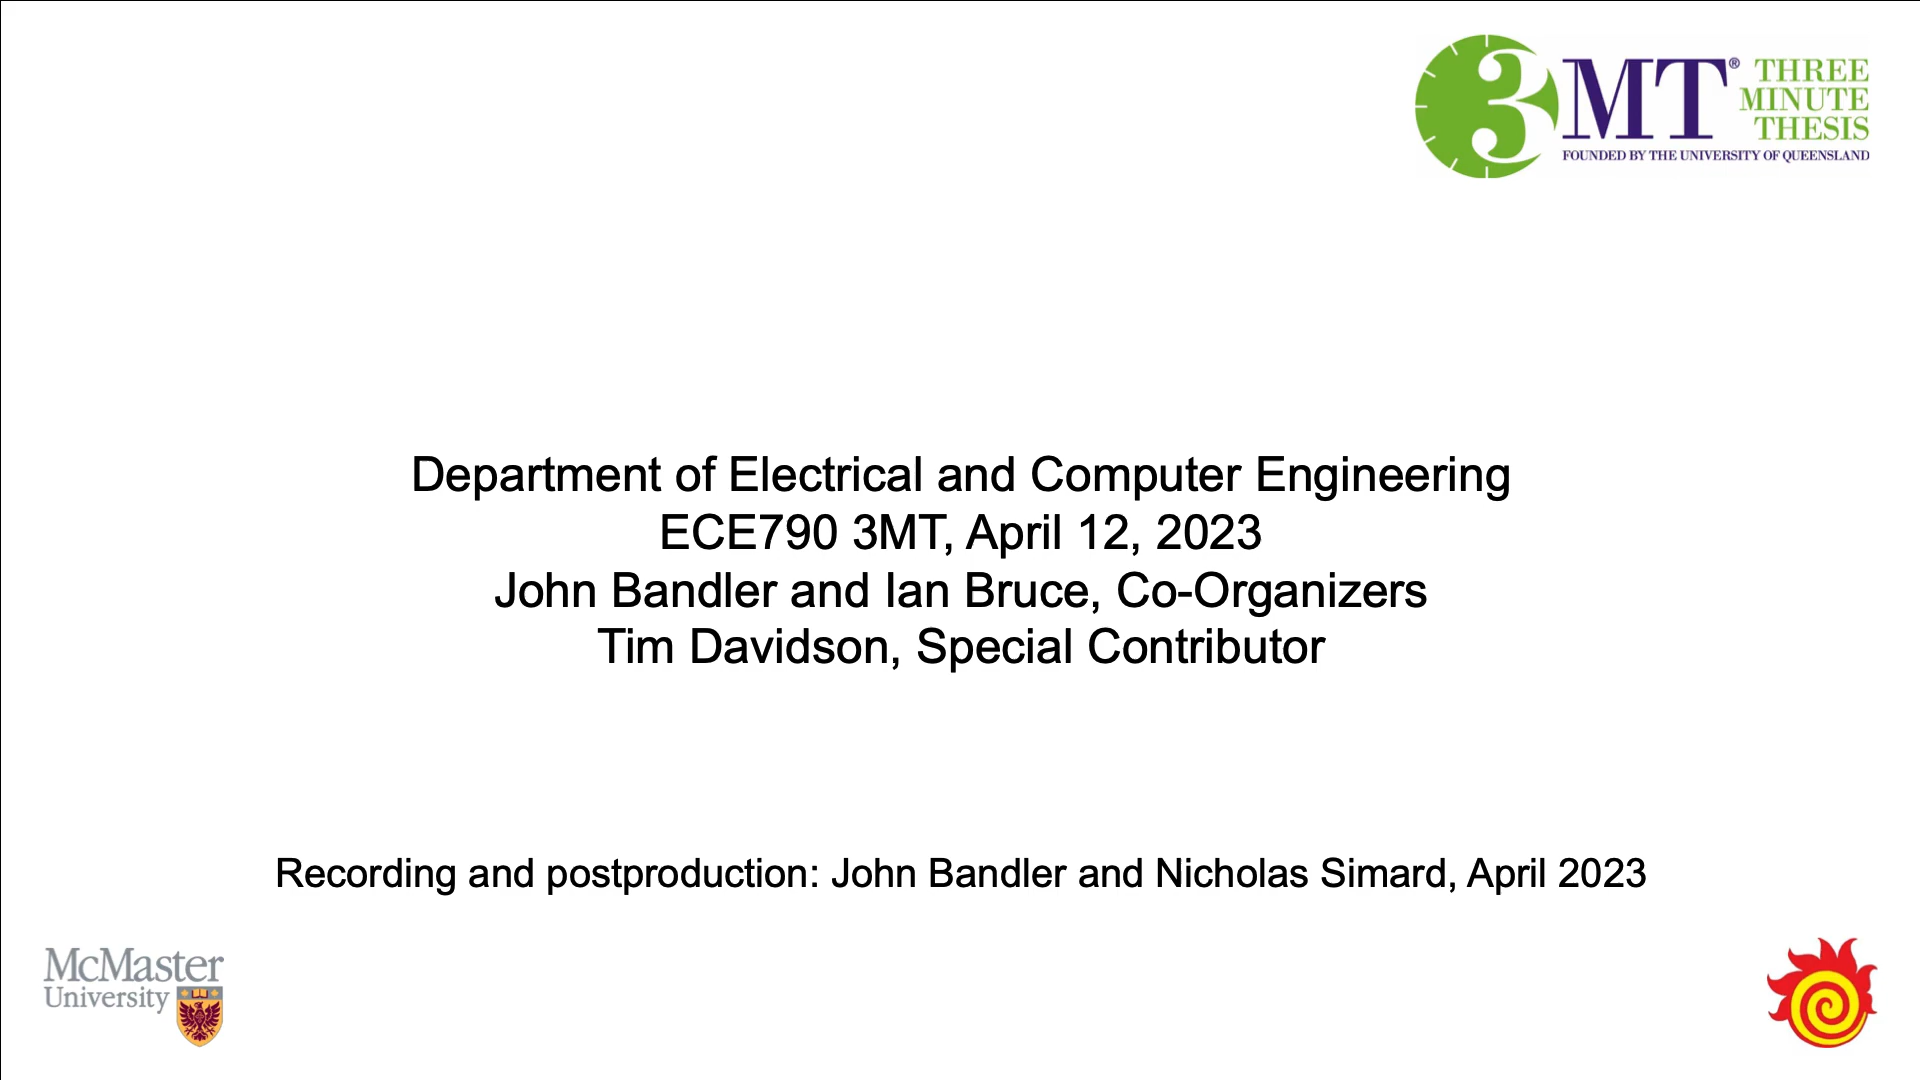 3MT® THREE
MINUTE
THESIS
FOUNDED BY THE UNIVERSITY OF QUEENSLAND
Department of Electrical and Computer Engineering
ECE790 3MT, April 12, 2023
John Bandler and Ian Bruce, Co-Organizers
Tim Davidson, Special Contributor
Recording and postproduction: John Bandler and Nicholas Simard, April 2023
McMaster
University